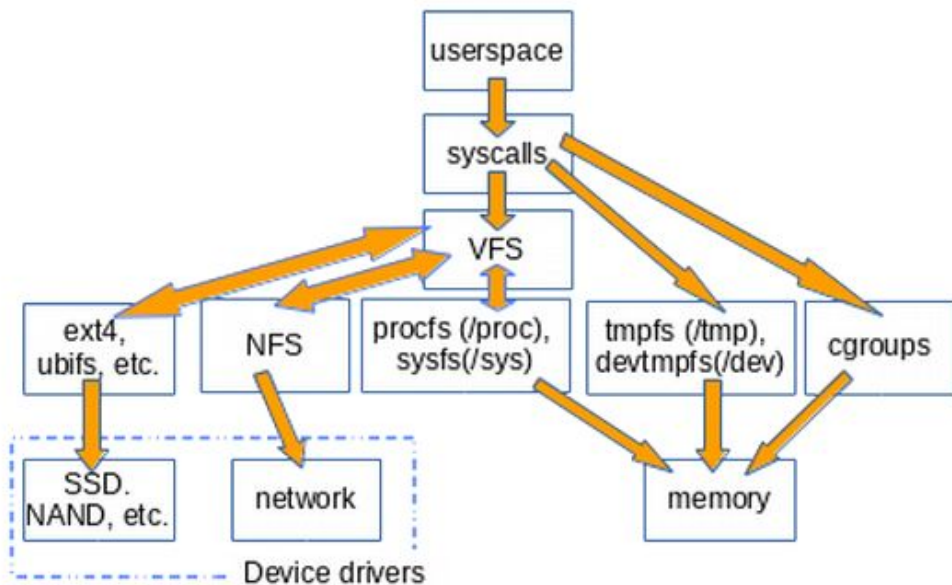 userspace
syscalls
VFS
ext4,
ubifs, etc.
NFS
procfs (/proc),
sysfs(/sys)
tmpfs (/tmp),
devtmpfs(/dev)
cgroups
SSD.
NAND, etc.
network
memory
Device drivers